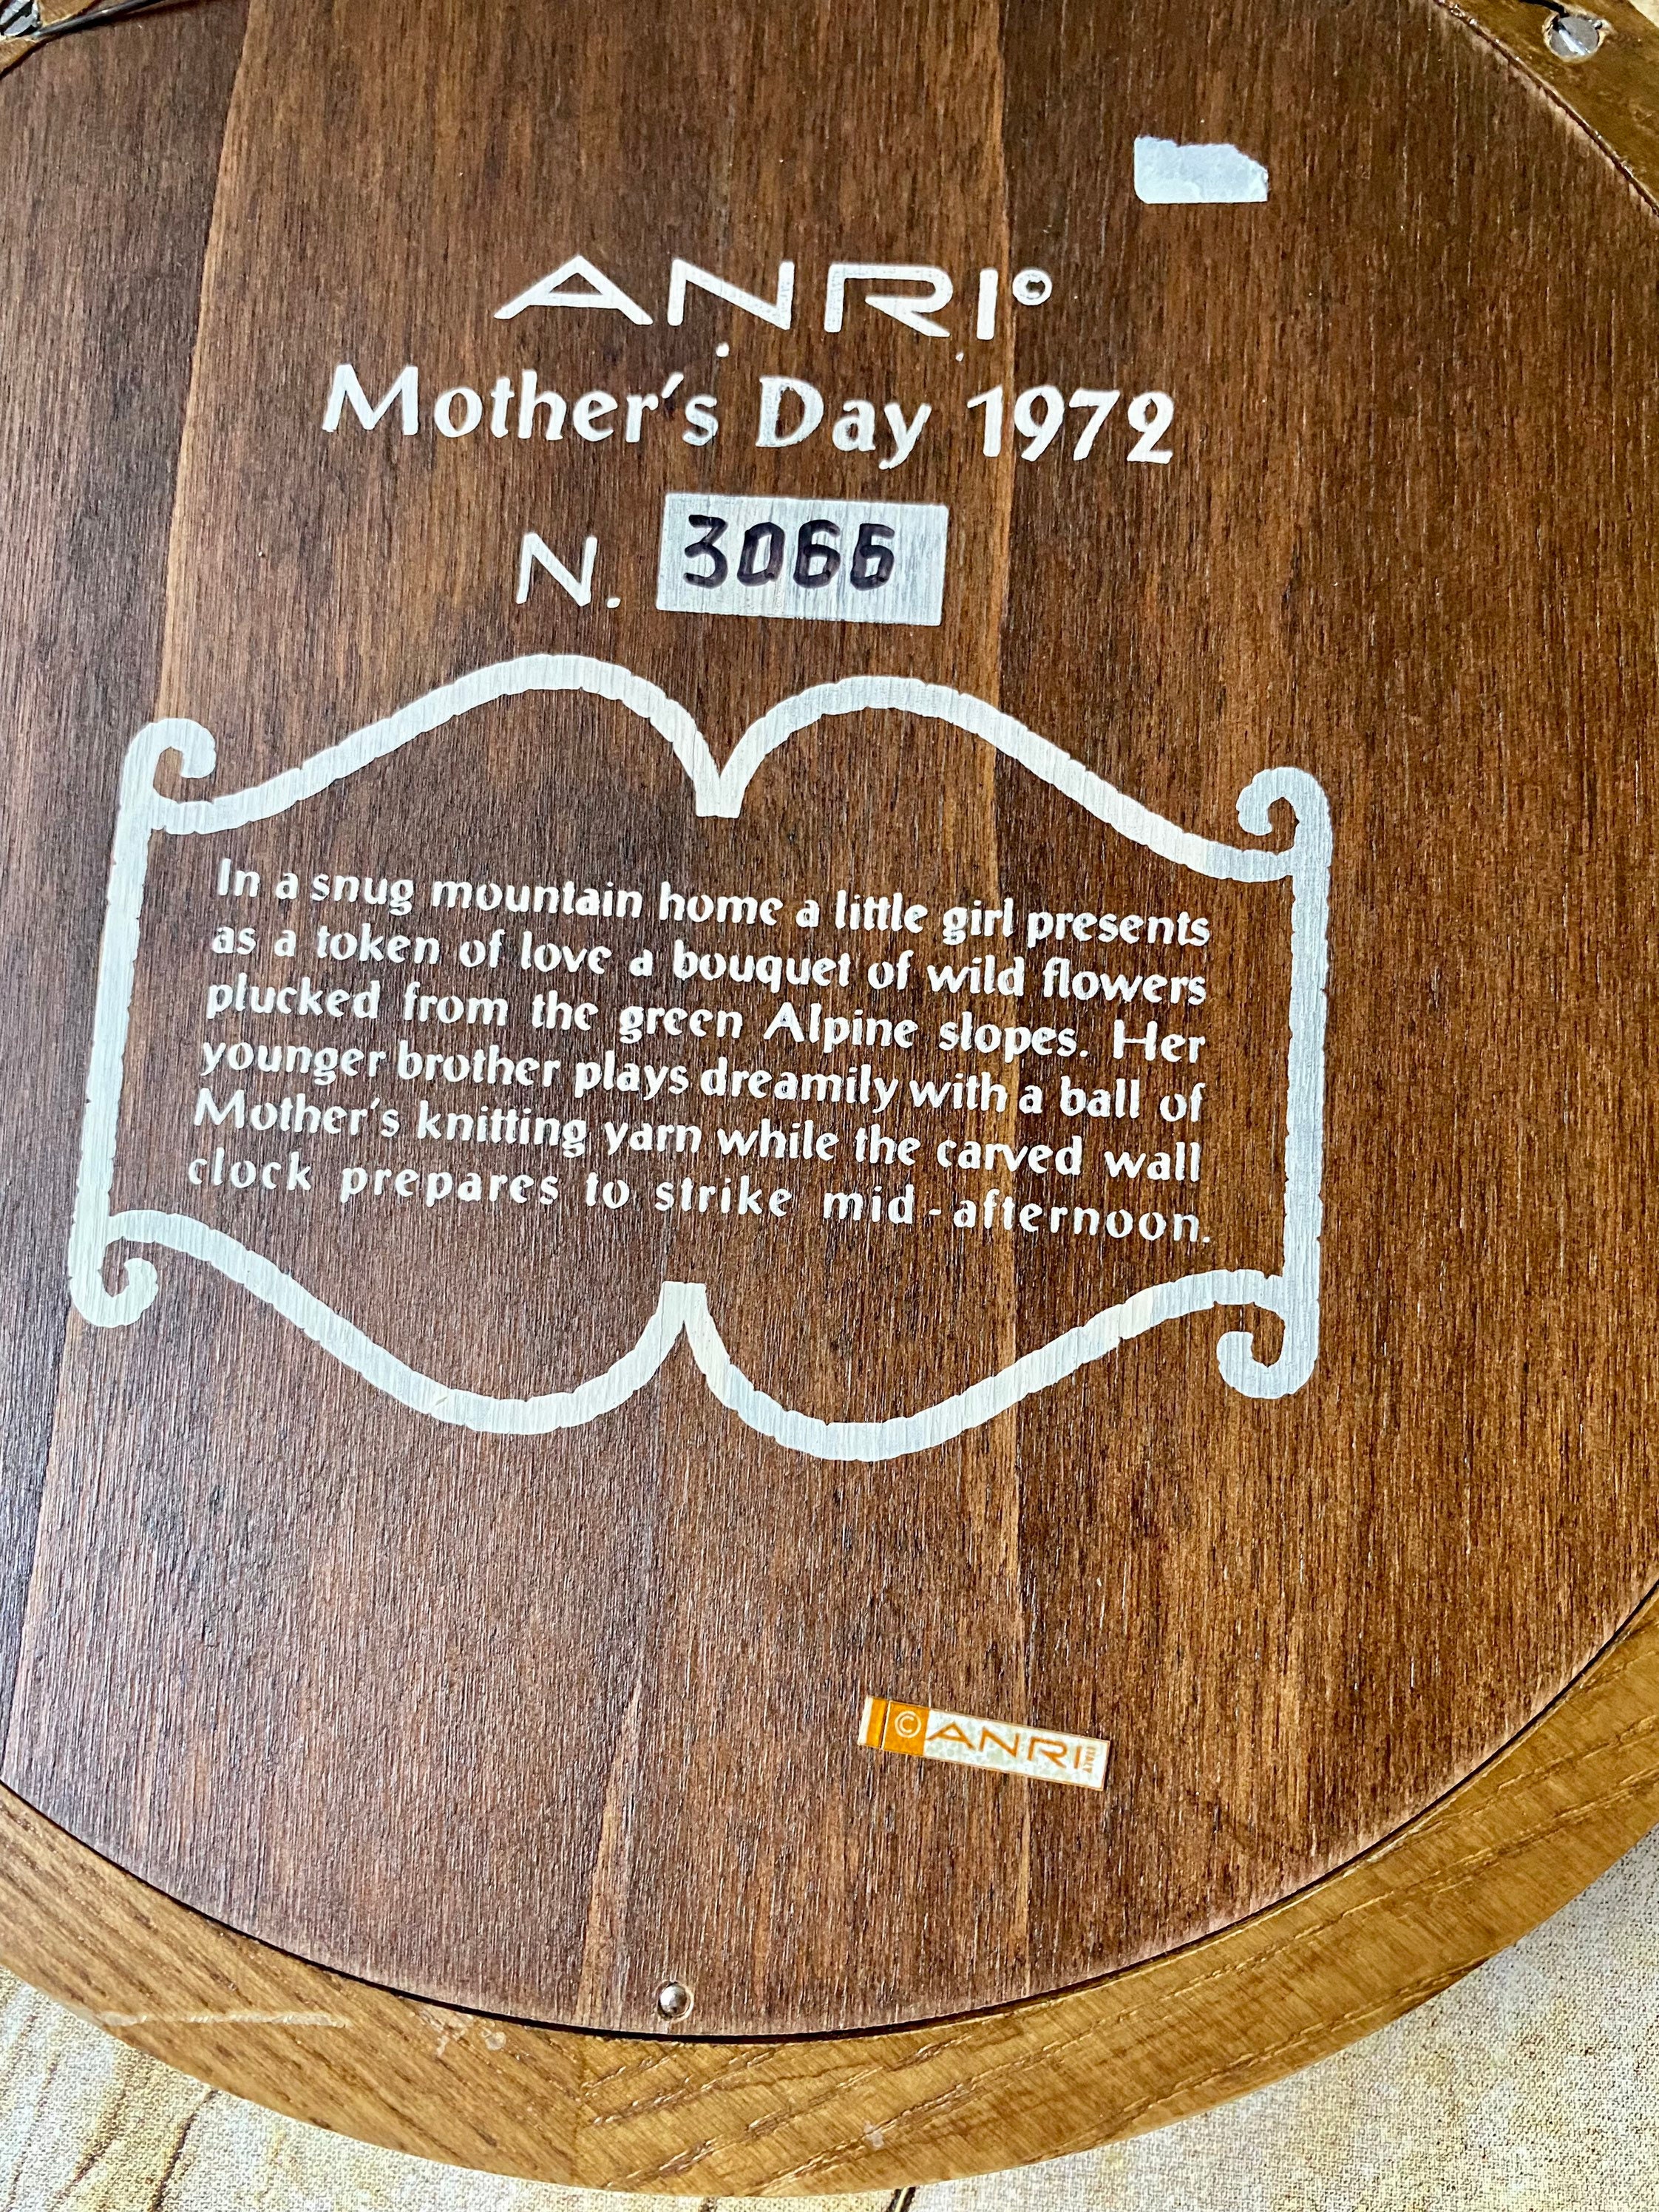 ANRI©
Mother's Day 1972
N. 3066
In a snug mountain home a little girl presents
as a token of love a bouquet of wild flowers
plucked from the green Alpine slopes. Her
younger brother plays dreamily with a ball of
Mother's knitting yarn while the carved wall
clock prepares to strike mid-afternoon.
© ANRI ITALY